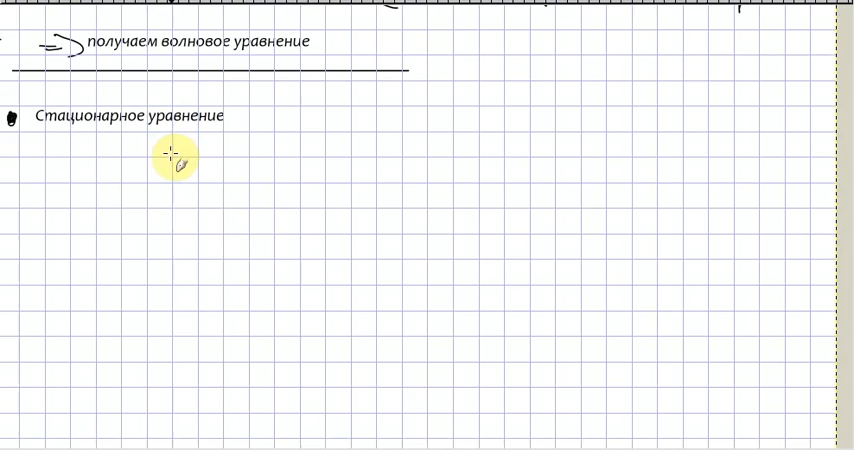 => получаем волновое уравнение
• Стационарное уравнение